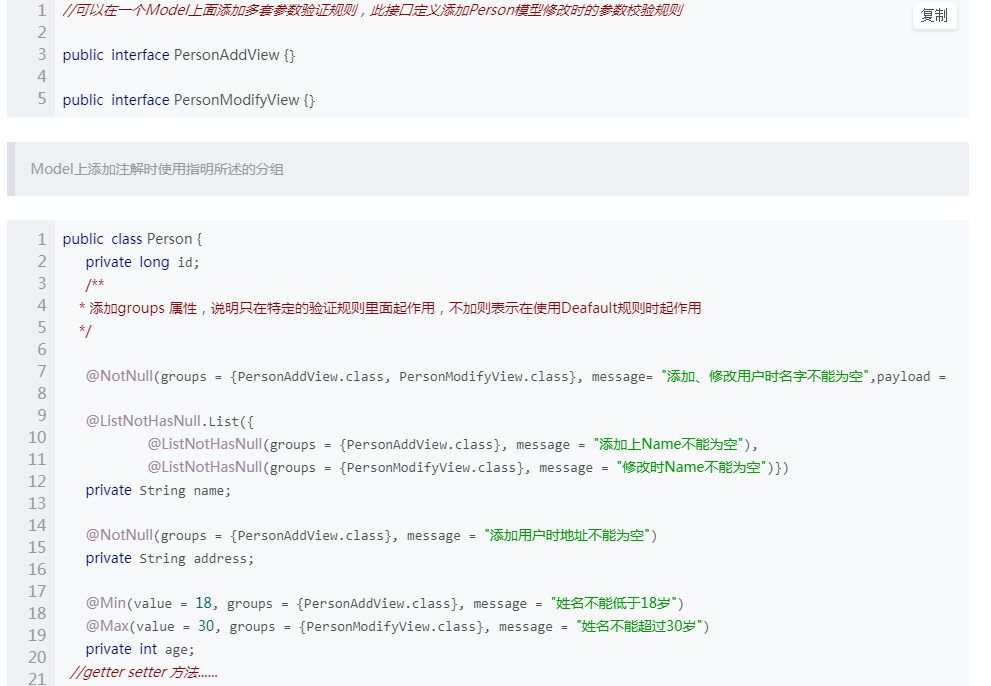 1 //可以在一个Model上面添加多套参数验证规则，此接口定义添加Person模型修改时的参数校验规则
复制
2
3 public interface PersonAddView {}
4
5 public interface PersonModifyView {}
Model上添加注解时使用指明所述的分组
1 public class Person {
2 private long id;
3 /**
4 * 添加groups 属性，说明只在特定的验证规则里面起作用，不加则表示在使用Deafault规则时起作用
5 */
6
7 @NotNull(groups = {PersonAddView.class, PersonModifyView.class}, message= "添加、修改用户时名字不能为空",payload =
8
9 @ListNotHasNull.List({
10 @ListNotHasNull(groups = {PersonAddView.class}, message = "添加上Name不能为空"),
11 @ListNotHasNull(groups = {PersonModifyView.class}, message = "修改时Name不能为空")})
12 private String name;
13
14 @NotNull(groups = {PersonAddView.class}, message = "添加用户时地址不能为空")
15 private String address;
16
17 @Min(value = 18, groups = {PersonAddView.class}, message = "姓名不能低于18岁")
18 @Max(value = 30, groups = {PersonModifyView.class}, message = "姓名不能超过30岁")
19 private int age;
20 //getter setter 方法......
21